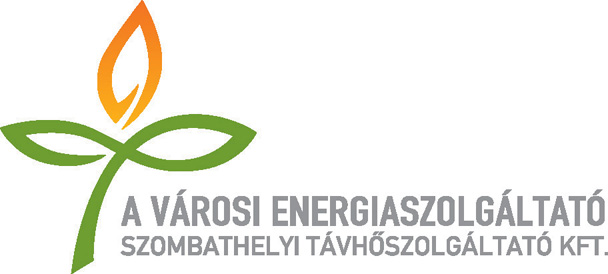 A VÁROSI ENERGIASZOLGÁLTATÓ
SZOMBATHELYI TÁVHŐSZOLGÁLTATÓ KFT.